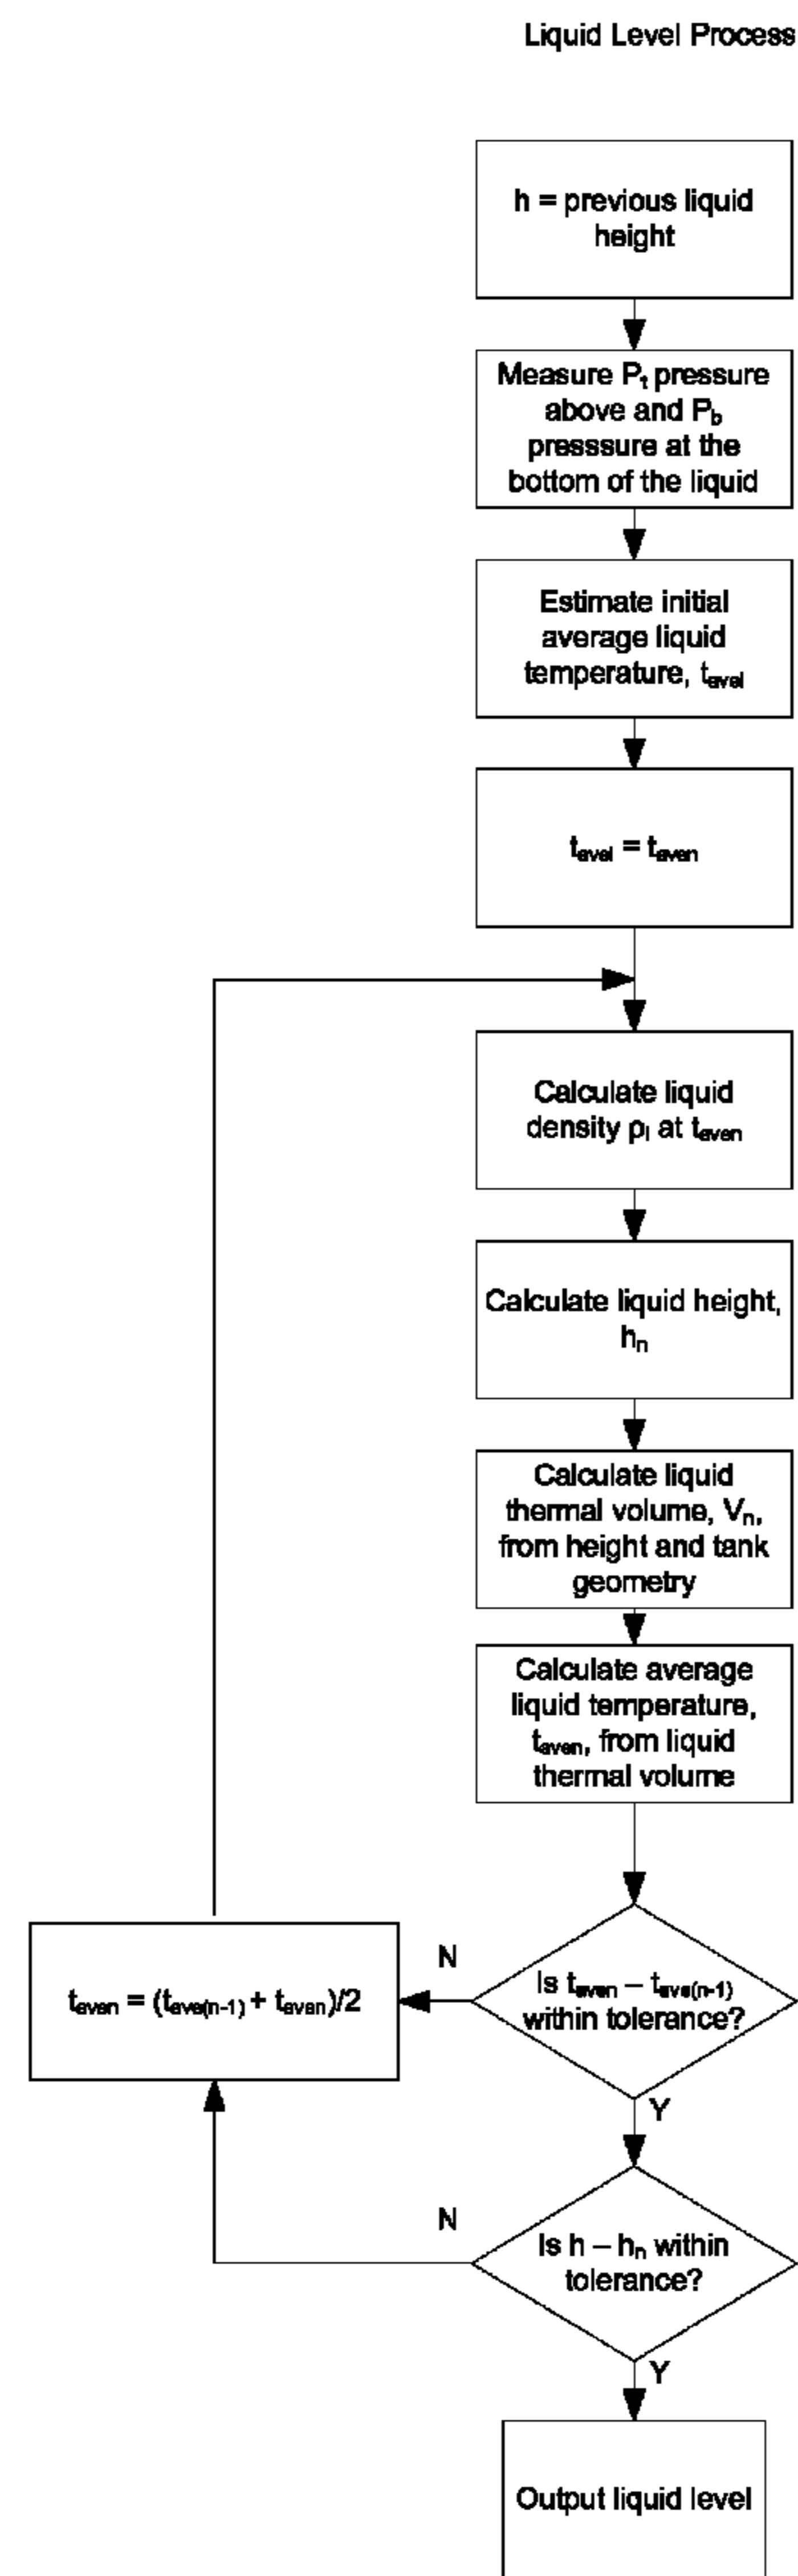 Liquid Level Process
h = previous liquid
height
Measure Pt pressure
above and Pb
presssure at the
bottom of the liquid
Estimate initial
average liquid
temperature, tavei
tavei = taven
Calculate liquid
density ρl at taven
Calculate liquid height,
hn
Calculate liquid
thermal volume, Vn,
from height and tank
geometry
Calculate average
liquid temperature,
taven, from liquid
thermal volume
N
Is taven – tave(n-1)
within tolerance?
taven = (tave(n-1) + taven)/2
Y
N
Is h – hn within
tolerance?
Y
Output liquid level